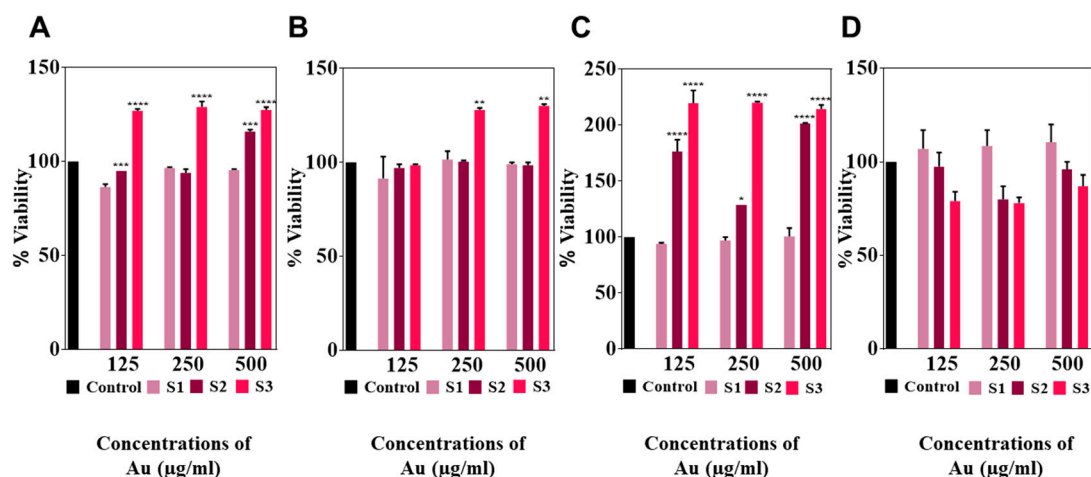 A
B
C
D
% Viability
150
100
50
0
***
****
****
***
****
125
250
500
Control S1 S2 S3
Concentrations of
Au (µg/ml)
% Viability
150
100
50
0
**
**
125
250
500
Control S1 S2 S3
Concentrations of
Au (µg/ml)
% Viability
250
200
150
100
50
0
****
****
*
****
****
****
125
250
500
Control S1 S2 S3
Concentrations of
Au (µg/ml)
% Viability
150
100
50
0
125
250
500
Control S1 S2 S3
Concentrations of
Au (µg/ml)